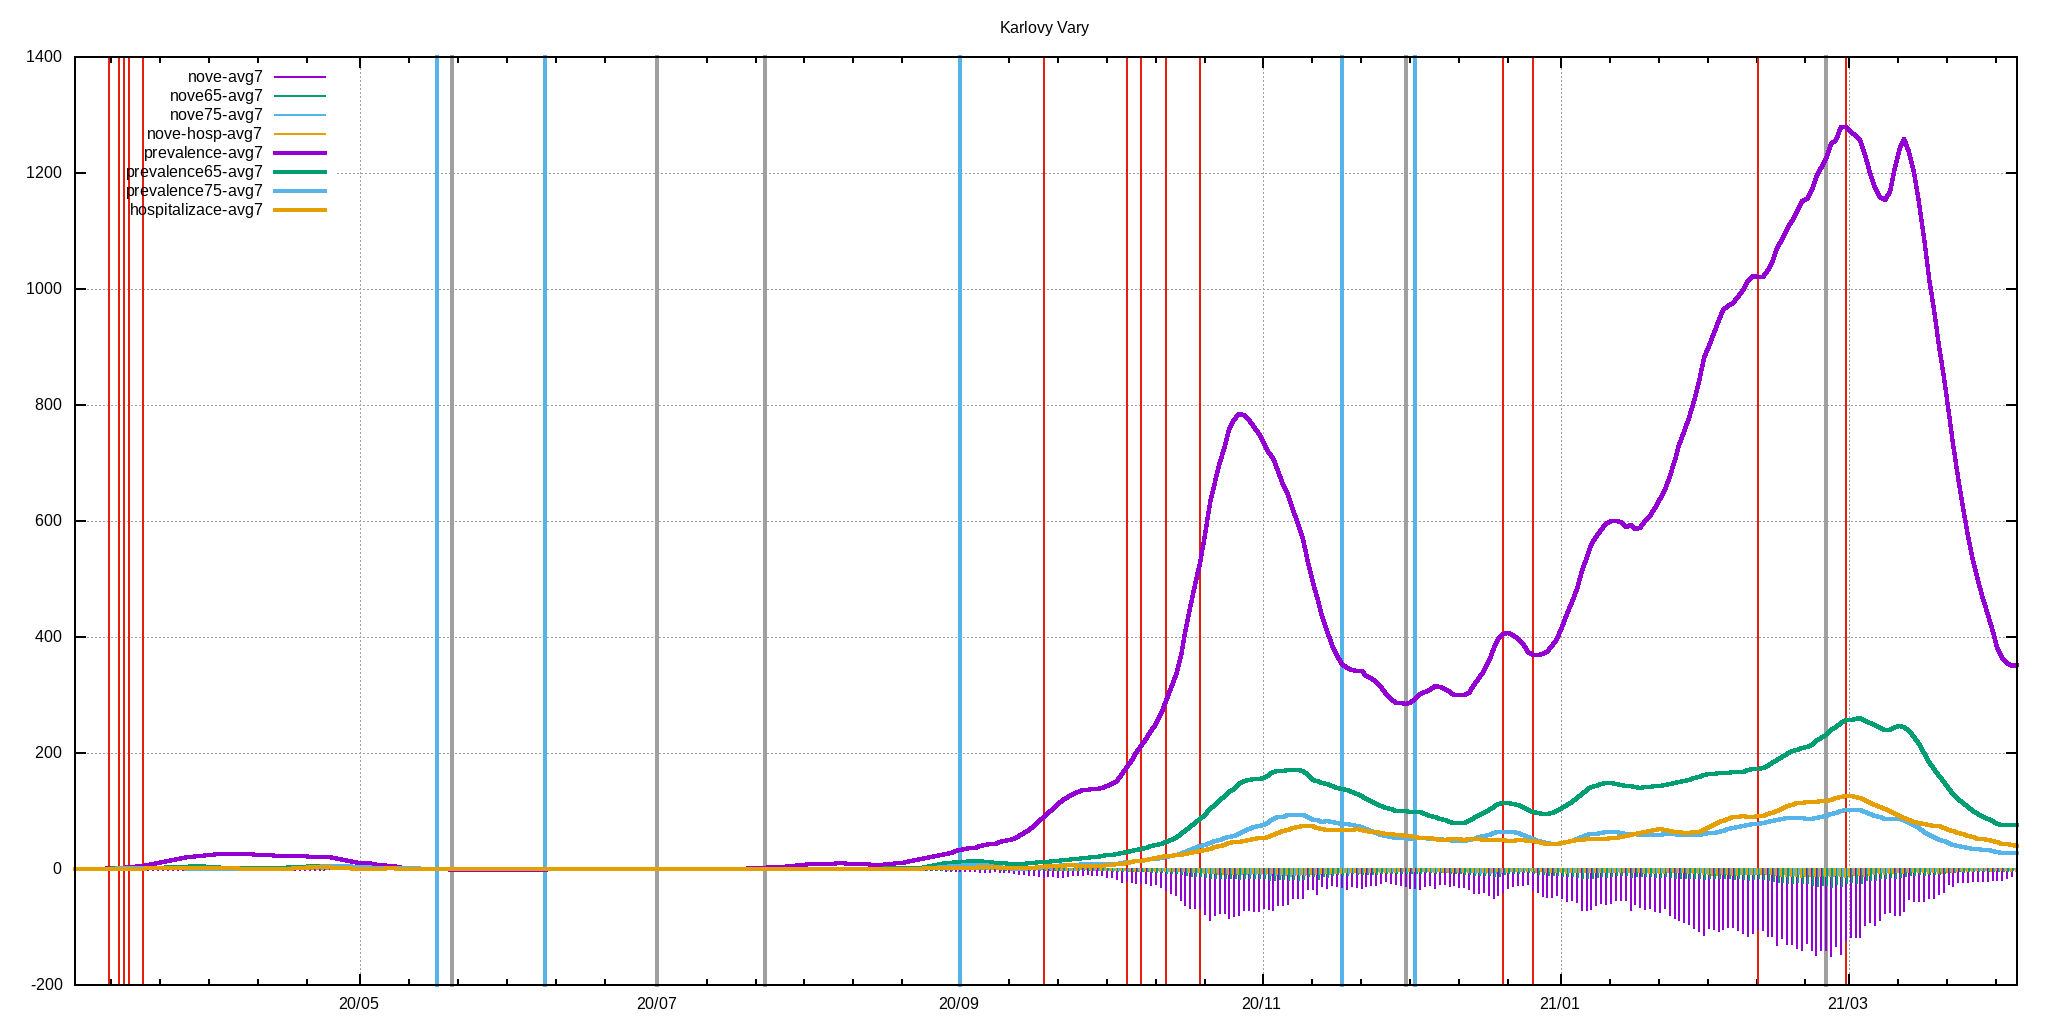 Karlovy Vary
1400
1200
1000
800
600
400
200
0
-200
nove-avg7
nove65-avg7
nove75-avg7
nove-hosp-avg7
prevalence-avg7
prevalence65-avg7
prevalence75-avg7
hospitalizace-avg7
20/05 20/07 20/09 20/11 21/01 21/03